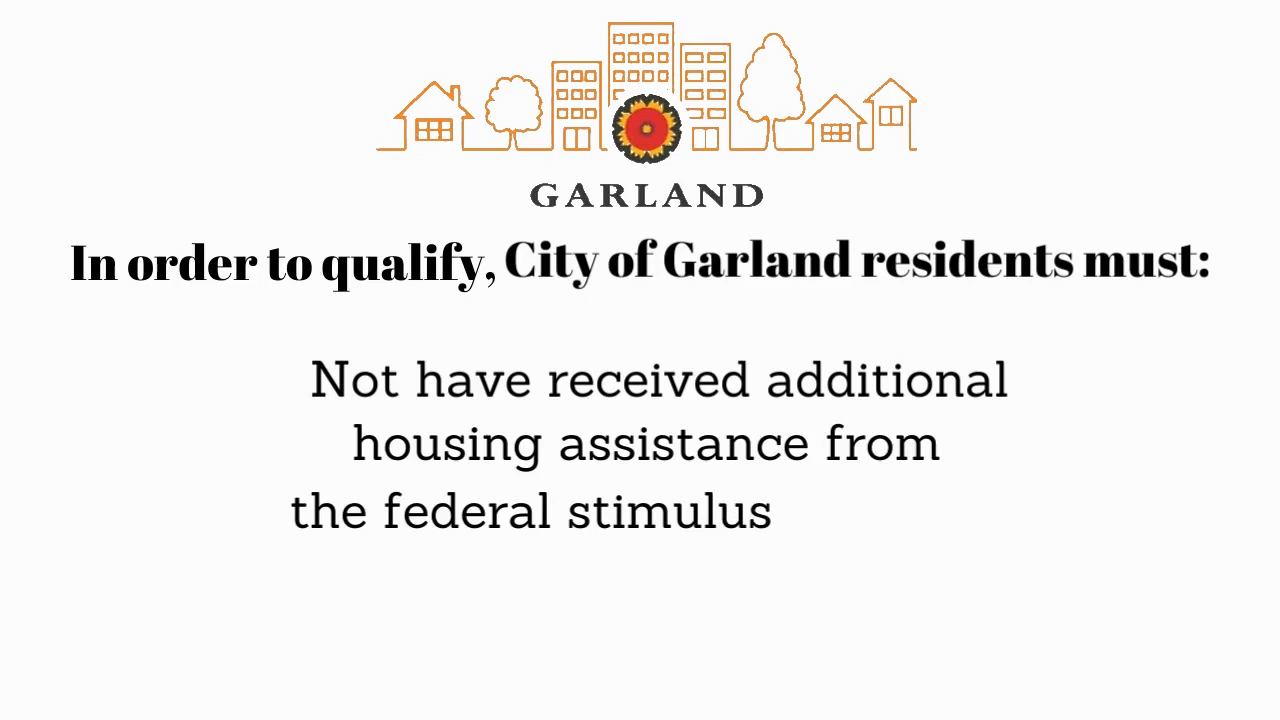 GARLAND
In order to qualify, City of Garland residents must:
Not have received additional
housing assistance from
the federal stimulus